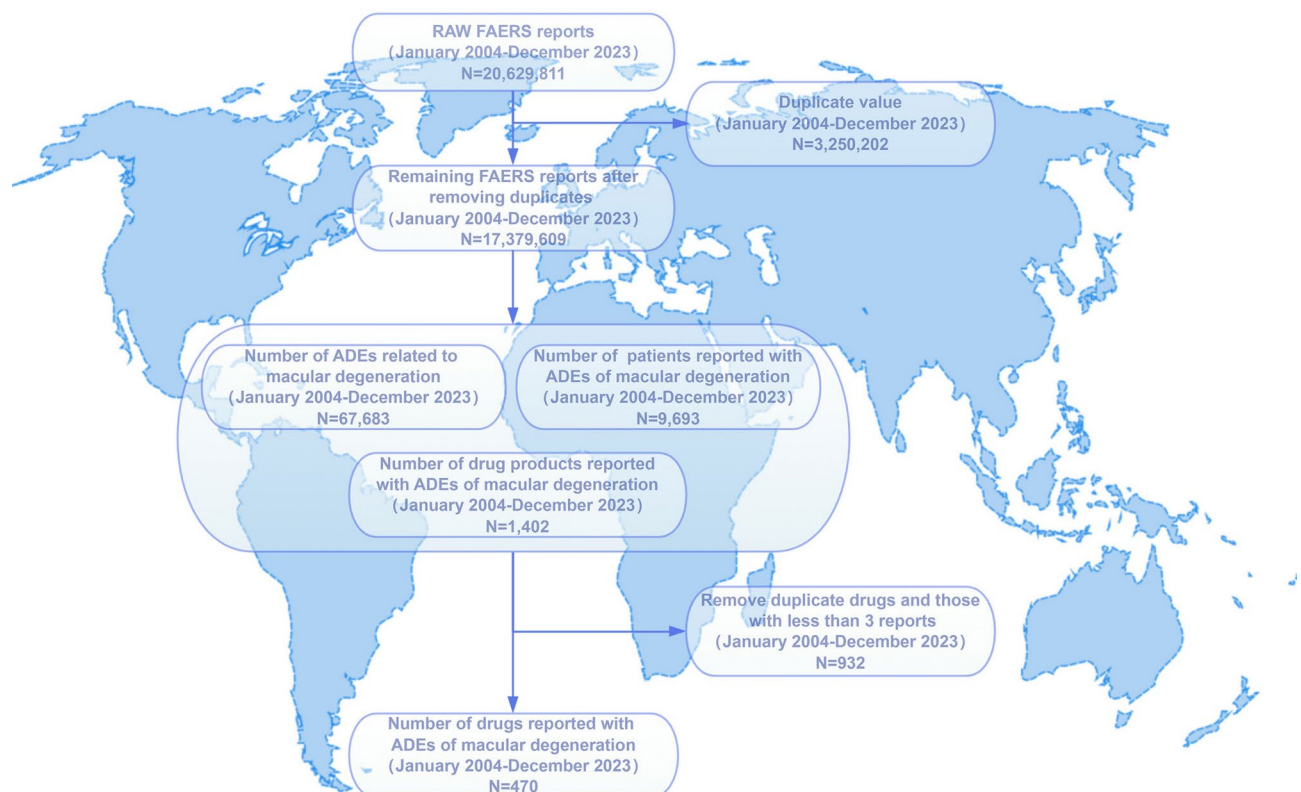 RAW FAERS reports
(January 2004-December 2023)
N=20,629,811
Duplicate value
(January 2004-December 2023)
N=3,250,202
Remaining FAERS reports after
removing duplicates
(January 2004-December 2023)
N=17,379,609
Number of ADEs related to
macular degeneration
(January 2004-December 2023)
N=67,683
Number of patients reported with
ADEs of macular degeneration
(January 2004-December 2023)
N=9,693
Number of drug products reported
with ADEs of macular degeneration
(January 2004-December 2023)
N=1,402
Remove duplicate drugs and those
with less than 3 reports
(January 2004-December 2023)
N=932
Number of drugs reported with
ADEs of macular degeneration
(January 2004-December 2023)
N=470